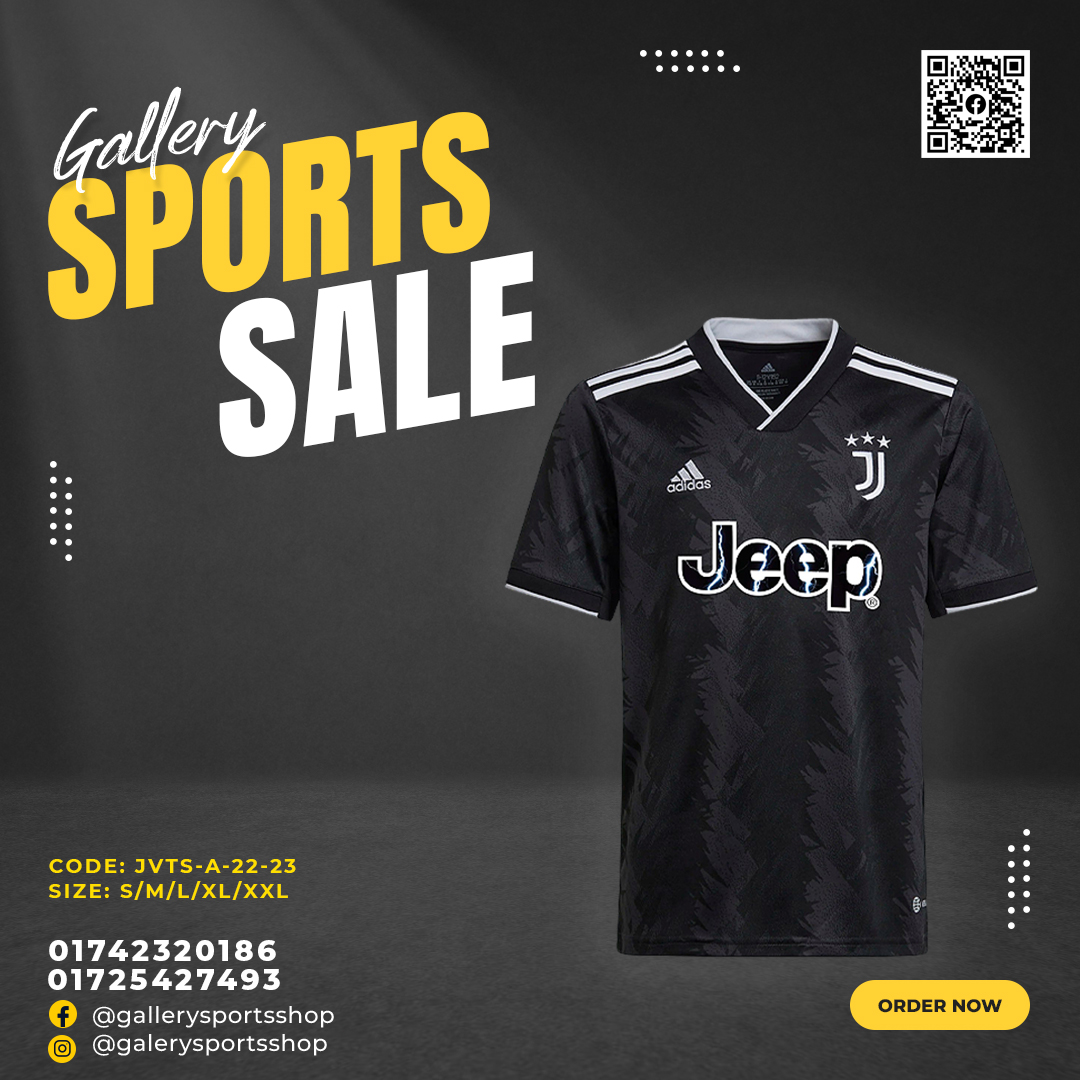 Gallery
SPORTS
SALE
adidas
J
Jeep
®
CODE: JVTS-A-22-23
SIZE: S/M/L/XL/XXL
01742320186
01725427493
@gallerysportsshop
@galerysportsshop
ORDER NOW